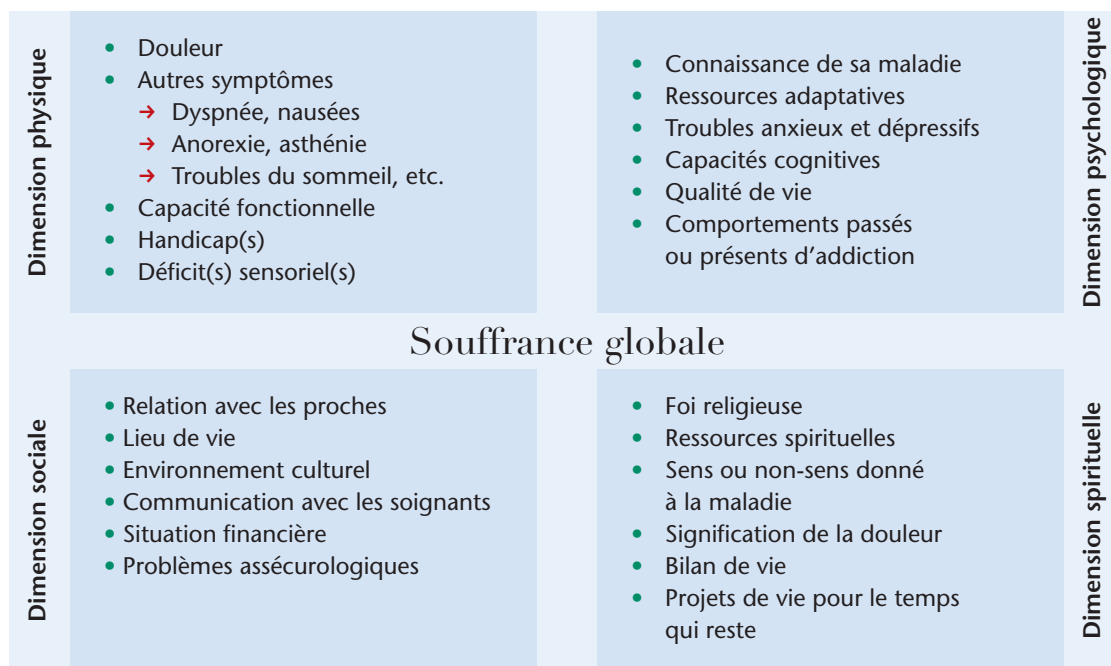 Dimension physique
• Douleur
• Autres symptômes
→ Dyspnée, nausées
→ Anorexie, asthénie
→ Troubles du sommeil, etc.
• Capacité fonctionnelle
• Handicap(s)
• Déficit(s) sensoriel(s)
• Connaissance de sa maladie
• Ressources adaptatives
• Troubles anxieux et dépressifs
• Capacités cognitives
• Qualité de vie
• Comportements passés
ou présents d’addiction
Dimension psychologique
Souffrance globale
Dimension sociale
• Relation avec les proches
• Lieu de vie
• Environnement culturel
• Communication avec les soignants
• Situation financière
• Problèmes assécurologiques
• Foi religieuse
• Ressources spirituelles
• Sens ou non-sens donné
à la maladie
• Signification de la douleur
• Bilan de vie
• Projets de vie pour le temps
qui reste
Dimension spirituelle